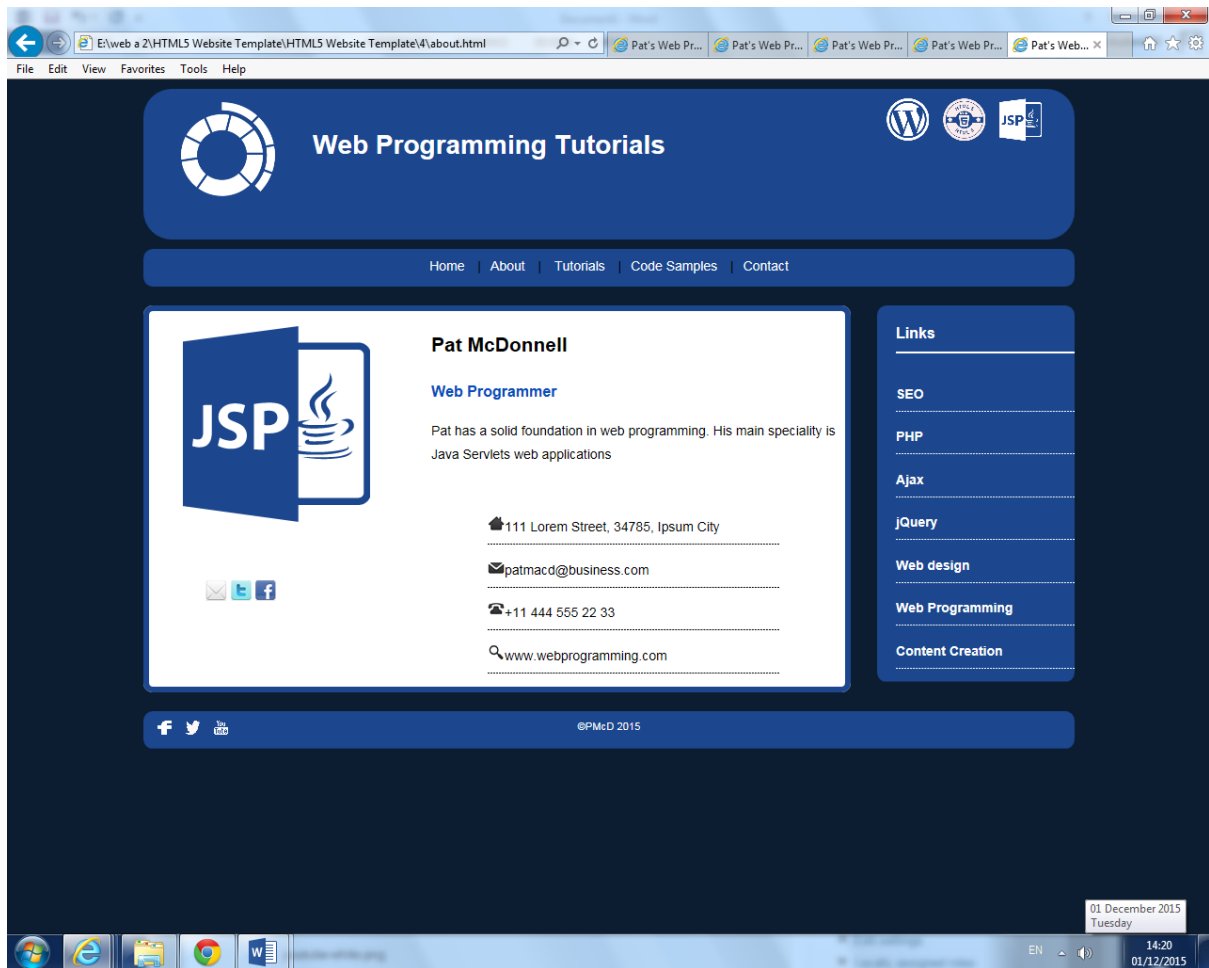 E:\web a 2\HTML5 Website Template\HTML5 Website Template\4\about.html
Pat's Web Pr...
Pat's Web Pr...
Pat's Web Pr...
Pat's Web Pr...
Pat's Web...
File Edit View Favorites Tools Help
Web Programming Tutorials
JSP
Home | About | Tutorials | Code Samples | Contact
JSP
Pat McDonnell
Web Programmer
Pat has a solid foundation in web programming. His main speciality is
Java Servlets web applications
111 Lorem Street, 34785, Ipsum City
patmacd@business.com
+11 444 555 22 33
www.webprogramming.com
Links
SEO
PHP
Ajax
jQuery
Web design
Web Programming
Content Creation
You
Tube
©PMcD 2015
01 December 2015
Tuesday
EN
14:20
01/12/2015